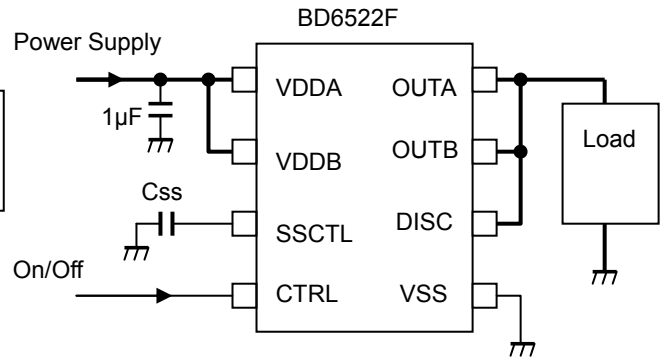 BD6522F
Power Supply
VDDA
OUTA
1µF
Load
VDDB
OUTB
Css
SSCTL
DISC
On/Off
CTRL
VSS